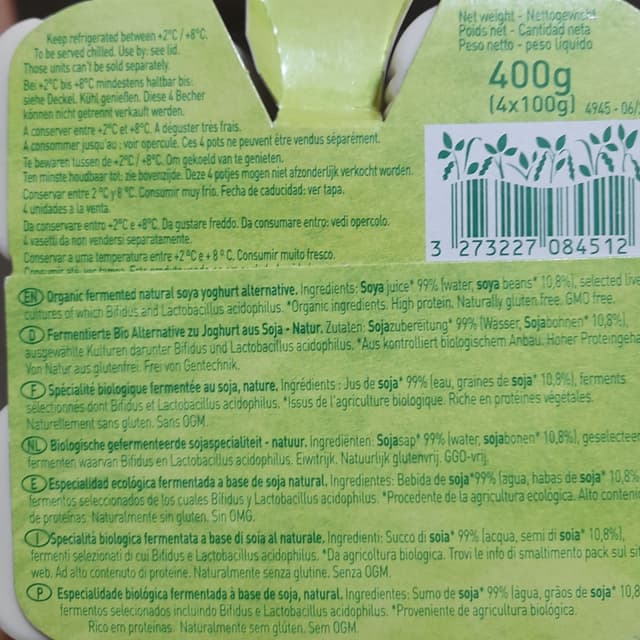 Keep refrigerated between +2°C / +8°C.
To be served chilled. Use by: see lid.
Those units can't be sold separately.
Bei +2°C bis +8°C mindestens haltbar bis:
siehe Deckel. Kühl genießen. Diese 4 Becher
können nicht getrennt verkauft werden.
A conserver entre +2°C et +8°C. A déguster très frais.
A consommer jusqu'au : voir opercule. Ces 4 pots ne peuvent être vendus séparément.
Te bewaren tussen de +2°C / +8°C. Om gekoeld van te genieten.
Ten minste houdbaar tot: zie bovenzijde. Deze 4 potjes mogen niet afzonderlijk verkocht worden.
Conservar entre 2 °C y 8 °C. Consumir muy frío. Fecha de caducidad: ver tapa.
4 unidades a la venta.
Da conservare entro +2°C e +8°C. Da gustare freddo. Da consumare entro: vedi opercolo.
4 vasetti da non vendersi separatamente.
Conservar a uma temperatura entre +2 °C e + 8 º C. Consumir muito fresco.
Net weight - Nettogewicht
Poids net - Cantidad neta
Peso netto - peso líquido
400g
(4x100g) 4945 - 06/
3 273227 084512
EN Organic fermented natural soya yoghurt alternative. Ingredients: Soya juice* 99% (water, soya beans* 10,8%), selected live
cultures of which Bifidus and Lactobacillus acidophilus. *Organic ingredients. High protein. Naturally gluten free. GMO free.
D Fermentierte Bio Alternative zu Joghurt aus Soja - Natur. Zutaten: Sojazubereitung* 99% (Wasser, Sojabohnen* 10,8%),
ausgewählte Kulturen darunter Bifidus und Lactobacillus acidophilus. *Aus kontrolliert biologischem Anbau. Hoher Proteingeha
Von Natur aus glutenfrei. Frei von Gentechnik.
F Spécialité biologique fermentée au soja, nature. Ingrédients : Jus de soja* 99% (eau, graines de soja* 10,8%), ferments
sélectionnés dont Bifidus et Lactobacillus acidophilus. *Issus de l'agriculture biologique. Riche en protéines végétales.
Naturellement sans gluten. Sans OGM.
NL Biologische gefermenteerde sojaspecialiteit - natuur. Ingrediënten: Sojasap* 99% (water, sojabonen* 10,8%), geselecteer
fermenten waarvan Bifidus en Lactobacillus acidophilus. Eiwitrijk. Natuurlijk glutenvrij. GGO-vrij.
E Especialidad ecológica fermentada a base de soja natural. Ingredientes: Bebida de soja*99% (agua, habas de soja* 10,8%
fermentos seleccionados de los cuales Bifidus y Lactobacillus acidophilus. *Procedente de la agricultura ecológica. Alto conteni
de proteínas. Naturalmente sin gluten. Sin OMG.
I Specialità biologica fermentata a base di soia al naturale. Ingredienti: Succo di soia* 99% (acqua, semi di soia* 10,8%),
fermenti selezionati di cui Bifidus e Lactobacillus acidophilus. *Da agricoltura biologica. Trovi le info di smaltimento pack sul si
web. Ad alto contenuto di proteine. Naturalmente senza glutine. Senza OGM.
P Especialidade biológica fermentada à base de soja, natural. Ingredientes: Sumo de soja* 99% (água, grãos de soja* 10,8
fermentos selecionados incluindo Bifidus e Lactobacillus acidophilus. *Proveniente de agricultura biológica.
Rico em proteínas. Naturalmente sem glúten. Sem OGM.